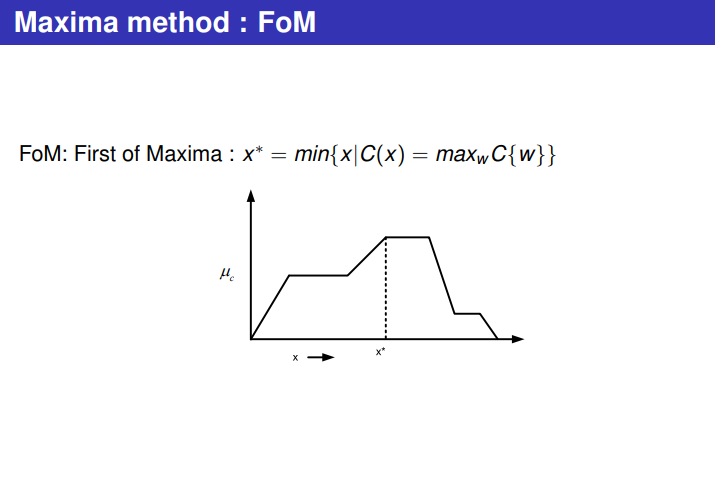 Maxima method : FoM
FoM: First of Maxima : x* = min{x|C(x) = max_w C{w}}
μ_c
x
x*